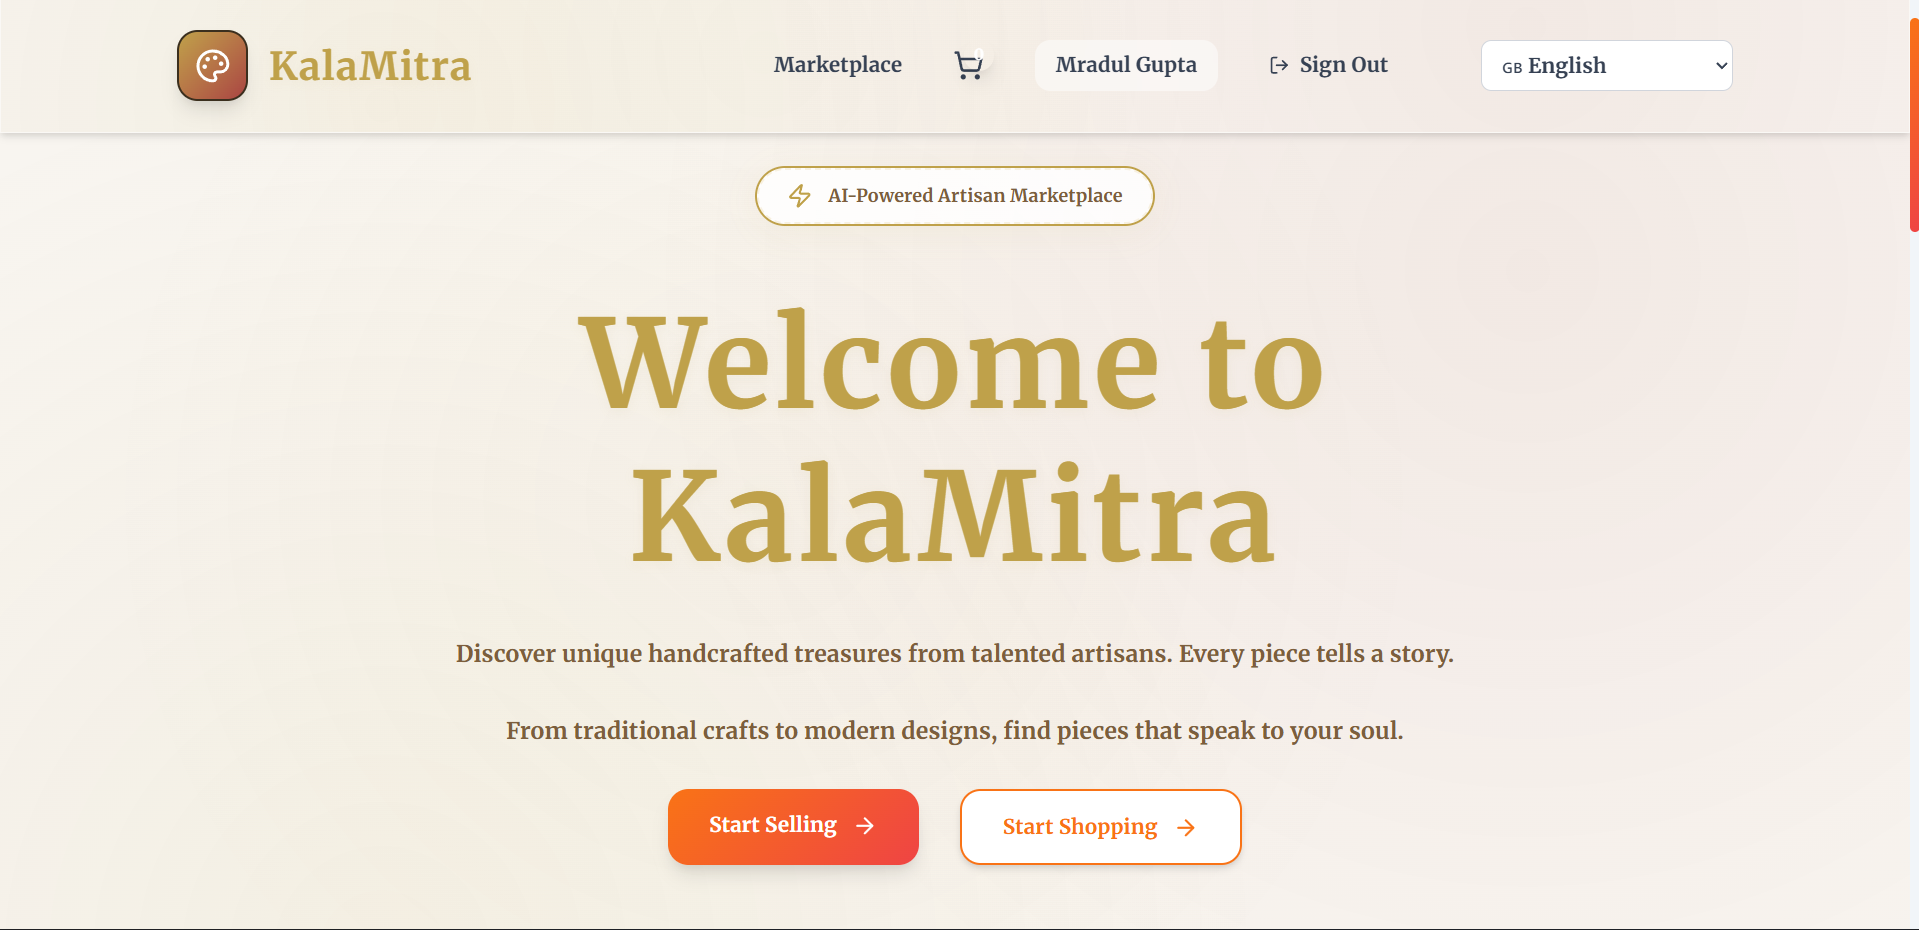 KalaMitra
Marketplace
0
Mradul Gupta
Sign Out
GB English
AI-Powered Artisan Marketplace
Welcome to
KalaMitra
Discover unique handcrafted treasures from talented artisans. Every piece tells a story.
From traditional crafts to modern designs, find pieces that speak to your soul.
Start Selling
Start Shopping